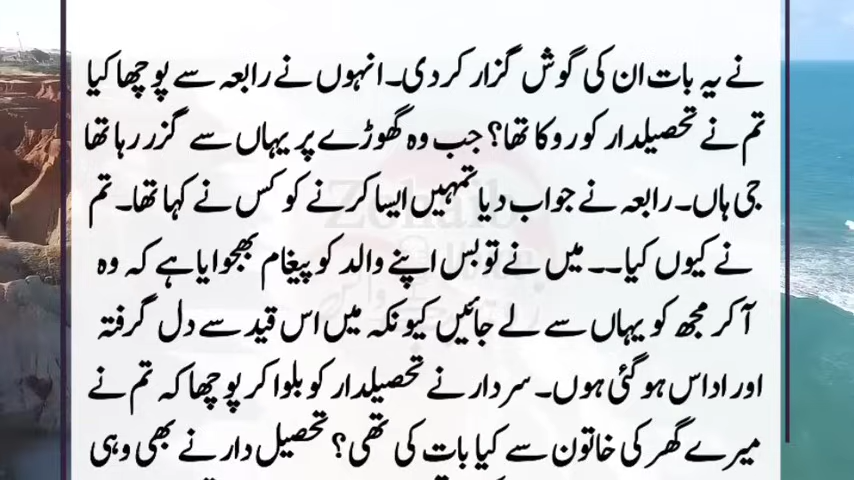 نے یہ بات ان کی گوش گزار کر دی۔ انہوں نے رابعہ سے پوچھا کیا
تم نے تحصیلدار کو روکا تھا؟ جب وہ گھوڑے پر یہاں سے گزر رہا تھا
جی ہاں۔ رابعہ نے جواب دیا تمہیں ایسا کرنے کو کس نے کہا تھا۔ تم
نے کیوں کیا۔۔ میں نے تو بس اپنے والد کو پیغام بھجوایا ہے کہ وہ
آ کر مجھ کو یہاں سے لے جائیں کیونکہ میں اس قید سے دل گرفتہ
اور اداس ہو گئی ہوں۔ سردار نے تحصیلدار کو بلوا کر پوچھا کہ تم نے
میرے گھر کی خاتون سے کیا بات کی تھی؟ تحصیل دار نے بھی وہی
Zohaib